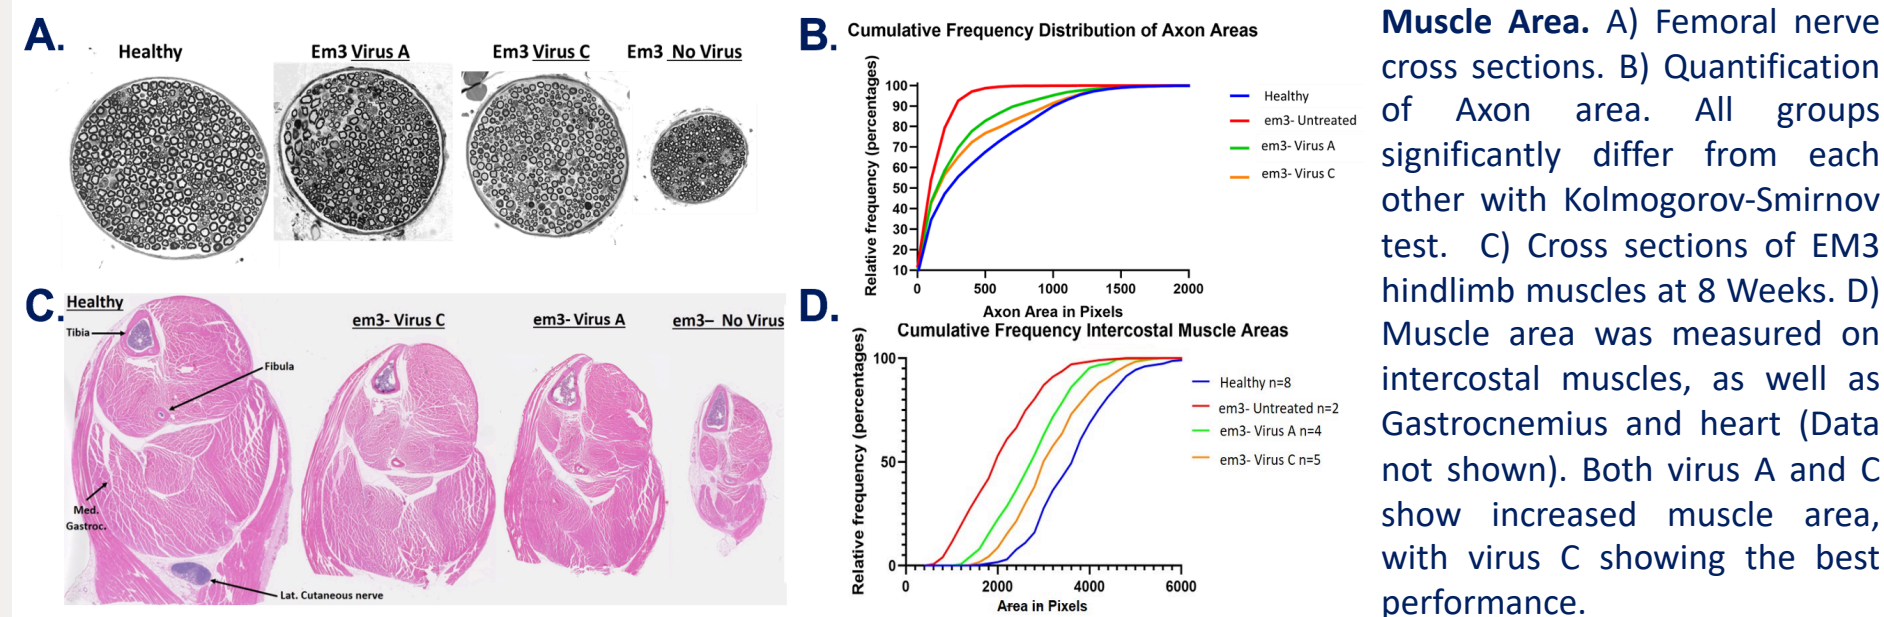 A.
Healthy
Em3 Virus A
Em3 Virus C
Em3 No Virus
B.
Cumulative Frequency Distribution of Axon Areas
Relative frequency (percentages)
100
90
80
70
60
50
40
30
20
10
0
500
1000
1500
2000
Axon Area in Pixels
Healthy
em3- Untreated
em3- Virus A
em3- Virus C
C.
Healthy
Tibia
Fibula
Med.
Gastroc.
Lat. Cutaneous nerve
em3- Virus C
em3- Virus A
em3– No Virus
D.
Cumulative Frequency Intercostal Muscle Areas
Relative frequency (percentages)
100
50
0
0
2000
4000
6000
Area in Pixels
Healthy n=8
em3- Untreated n=2
em3- Virus A n=4
em3- Virus C n=5
Muscle Area. A) Femoral nerve
cross sections. B) Quantification
of Axon area. All groups
significantly differ from each
other with Kolmogorov-Smirnov
test. C) Cross sections of EM3
hindlimb muscles at 8 Weeks. D)
Muscle area was measured on
intercostal muscles, as well as
Gastrocnemius and heart (Data
not shown). Both virus A and C
show increased muscle area,
with virus C showing the best
performance.